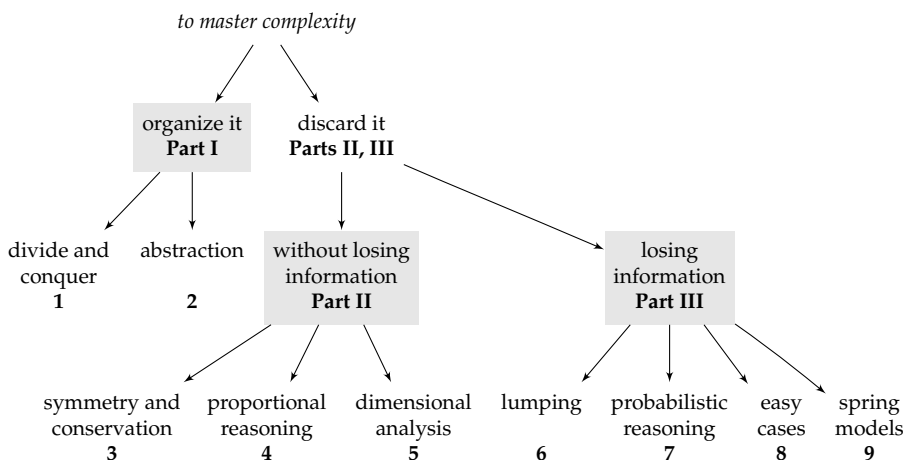 to master complexity
organize it
Part I
discard it
Parts II, III
divide and
conquer
1
abstraction
2
without losing
information
Part II
losing
information
Part III
symmetry and
conservation
3
proportional
reasoning
4
dimensional
analysis
5
lumping
6
probabilistic
reasoning
7
easy
cases
8
spring
models
9